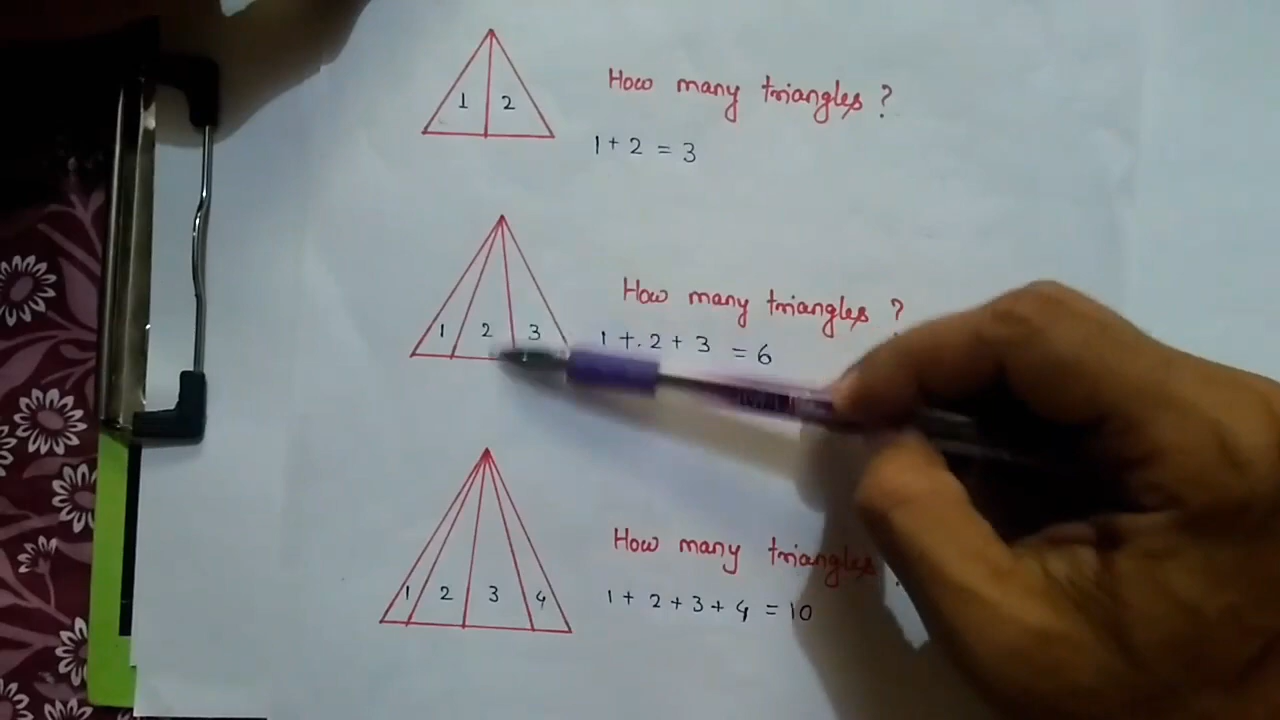 1 2
How many triangles ?
1 + 2 = 3
How many triangles ?
1 2 3
1 + . 2 + 3 = 6
How many triangles ?
1 2 3 4
1 + 2 + 3 + 4 = 10